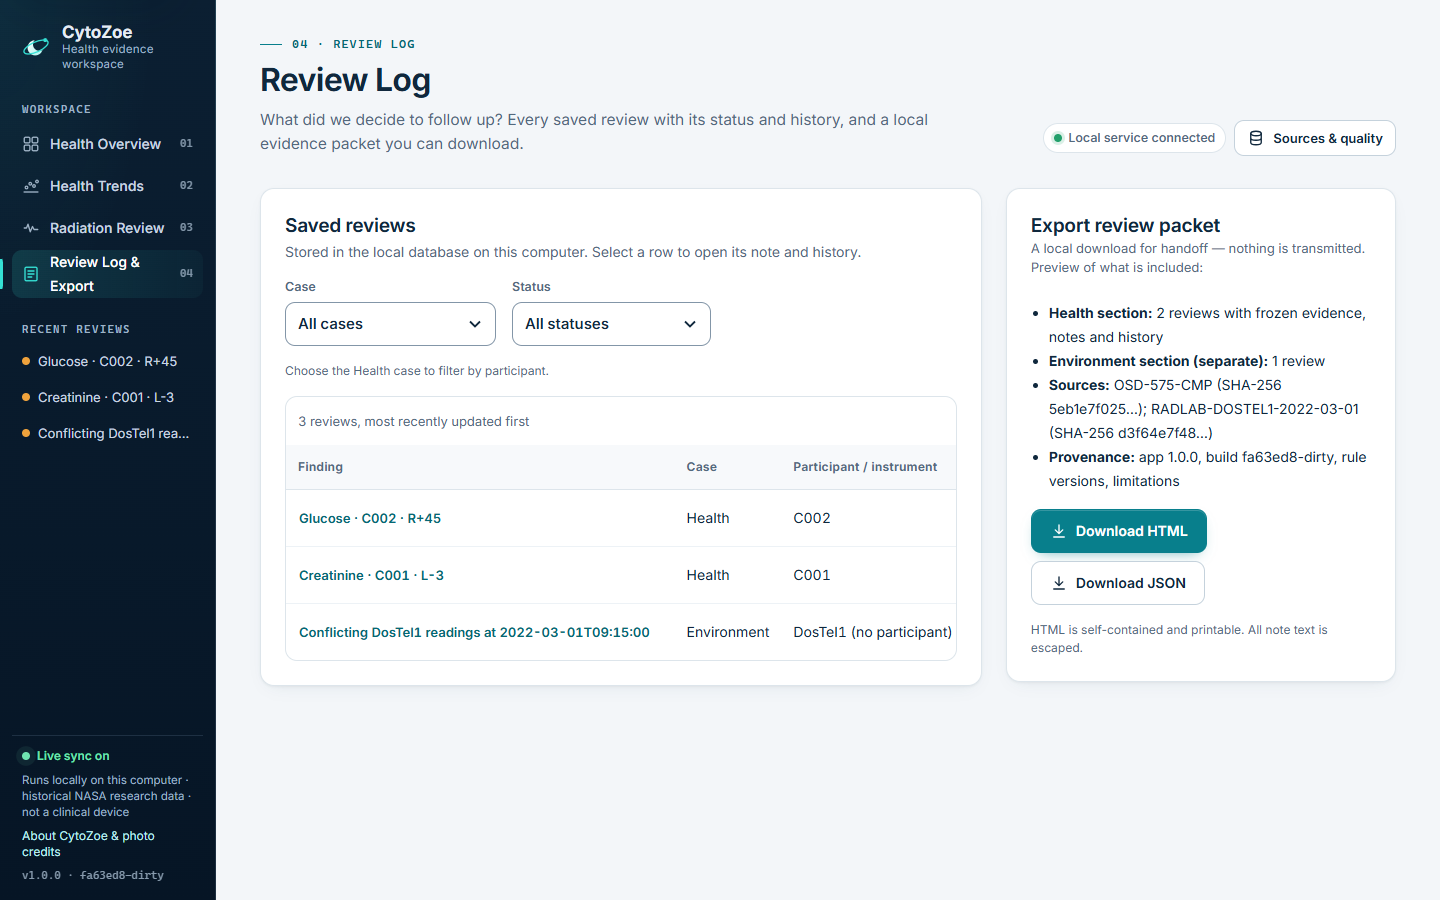 CytoZoe
Health evidence
workspace
WORKSPACE
Health Overview 01
Health Trends 02
Radiation Review 03
Review Log &
Export 04
RECENT REVIEWS
Glucose · C002 · R+45
Creatinine · C001 · L-3
Conflicting DosTel1 rea...
Live sync on
Runs locally on this computer ·
historical NASA research data ·
not a clinical device
About CytoZoe & photo
credits
v1.0.0 · fa63ed8-dirty
04 · REVIEW LOG
Review Log
What did we decide to follow up? Every saved review with its status and history, and a local
evidence packet you can download.
Local service connected
Sources & quality
Saved reviews
Stored in the local database on this computer. Select a row to open its note and history.
Case Status
All cases All statuses
Choose the Health case to filter by participant.
3 reviews, most recently updated first
Finding Case Participant / instrument
Glucose · C002 · R+45 Health C002
Creatinine · C001 · L-3 Health C001
Conflicting DosTel1 readings at 2022-03-01T09:15:00 Environment DosTel1 (no participant)
Export review packet
A local download for handoff — nothing is transmitted.
Preview of what is included:
• Health section: 2 reviews with frozen evidence,
notes and history
• Environment section (separate): 1 review
• Sources: OSD-575-CMP (SHA-256
5eb1e7f025...); RADLAB-DOSTEL1-2022-03-01
(SHA-256 d3f64e7f48...)
• Provenance: app 1.0.0, build fa63ed8-dirty, rule
versions, limitations
Download HTML
Download JSON
HTML is self-contained and printable. All note text is
escaped.